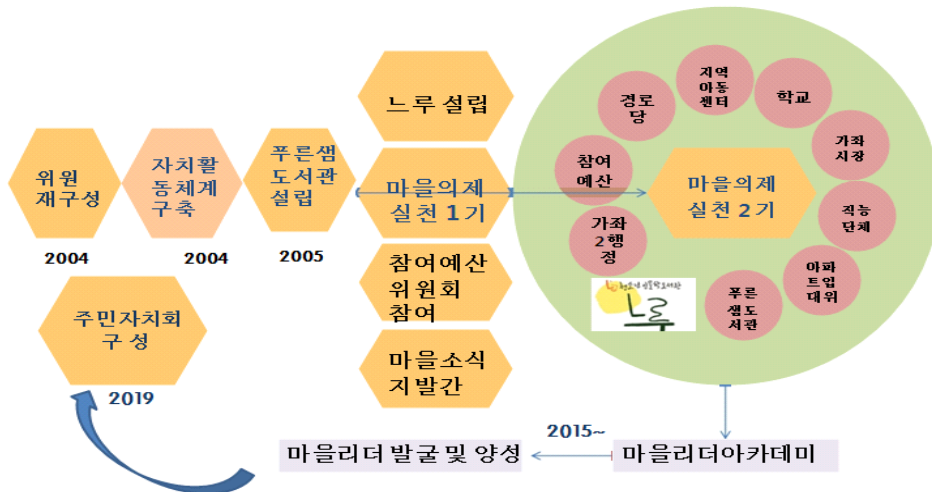 위원
재구성
2004
자치활
동체계
구축
2004
푸른샘
도서관
설립
2005
느루 설립
마을의제
실천 1기
참여예산
위원회
참여
마을소식
지발간
지역
아동
센터
경로
당
학교
참여
예산
가좌
시장
마을의제
실천 2기
가좌
2행
정
직능
단체
아파
트입
대위
푸른
샘도
서관
느루
주민자치회
구 성
2019
2015~
마을리더 발굴 및 양성
마을리더아카데미